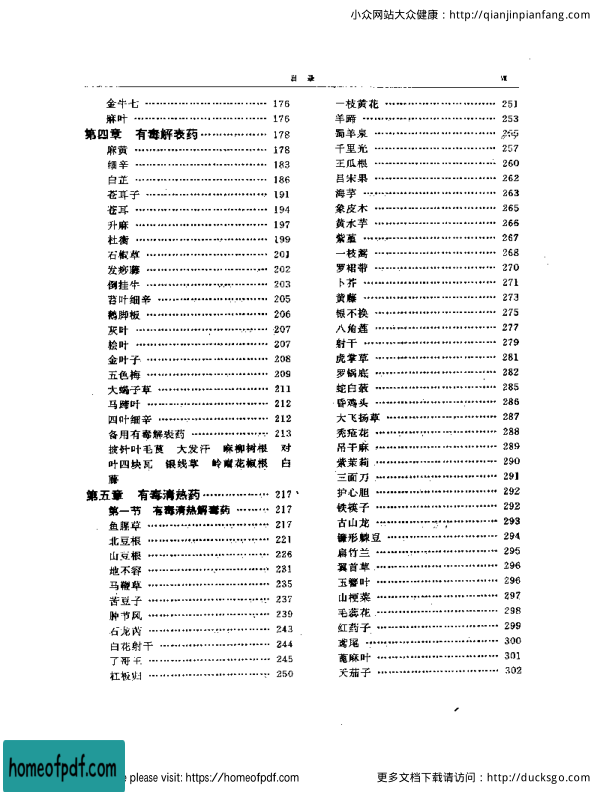 小众网站大众健康：http://qianjinpianfang.com
目 录 Ⅶ
金牛七 176
麻叶 176
第四章 有毒解表药 178
麻黄 178
细辛 183
白芷 186
苍耳子 191
苍耳 194
升麻 197
杜衡 199
石椒草 201
发痧藤 202
倒挂牛 203
苕叶细辛 205
鹅脚板 206
灰叶 207
桧叶 207
金叶子 208
五色梅 209
大蝎子草 211
马蹄叶 212
四叶细辛 212
备用有毒解表药 213
披针叶毛茛 大发汗 麻柳树根 对
叶四块瓦 银线草 岭南花椒根 白
藤
第五章 有毒清热药 217
第一节 有毒清热解毒药 217
鱼腥草 217
北豆根 221
山豆根 226
地不容 231
马鞭草 235
苦豆子 237
肿节风 239
石龙芮 243
白花射干 244
了哥王 245
杠板归 250
一枝黄花 251
羊蹄 253
蜀羊泉 255
千里光 257
王瓜根 260
吕宋果 262
海芋 263
象皮木 265
黄水芋 266
紫堇 267
一枝蒿 268
罗裙带 270
卜芥 271
黄藤 273
银不换 275
八角莲 277
射干 279
虎掌草 281
罗锅底 282
蛇白蔹 285
昏鸡头 286
大飞扬草 287
秃疮花 288
吊干麻 289
紫茉莉 290
三面刀 291
护心胆 292
铁筷子 292
古山龙 293
镰形棘豆 294
扁竹兰 295
翼首草 296
玉簪叶 296
山梗菜 297
毛蕊花 298
红药子 299
鸢尾 300
蓖麻叶 301
天茄子 302
homeofpdf.com
e please visit: https://homeofpdf.com
更多文档下载请访问：http://ducksgo.com